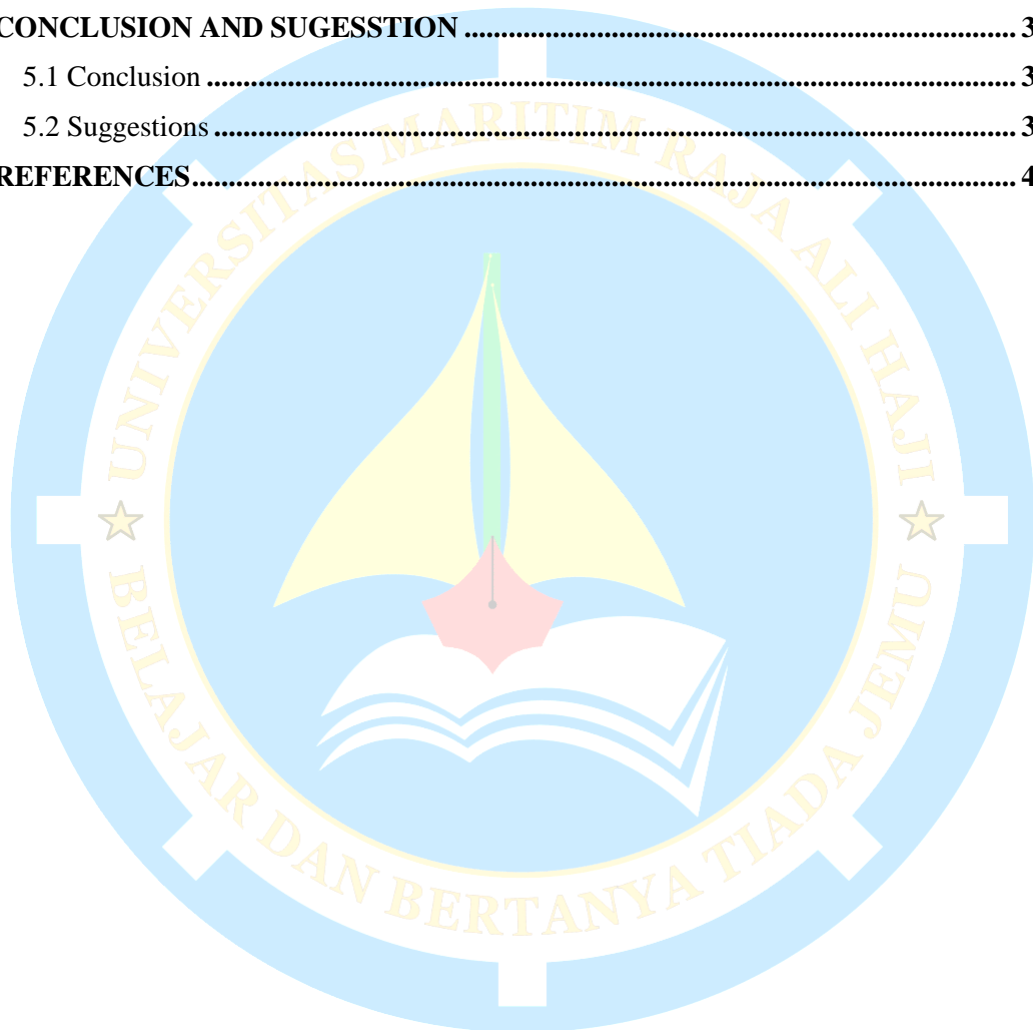 CONCLUSION AND SUGESSTION ........................................................................ 3
5.1 Conclusion ......................................................................................................... 3
5.2 Suggestions ........................................................................................................ 3
REFERENCES ............................................................................................................ 4
UNIVERSITAS MARITIM RAJA ALI HAJI
BELAJAR DAN BERTANYA TIADA JEMU